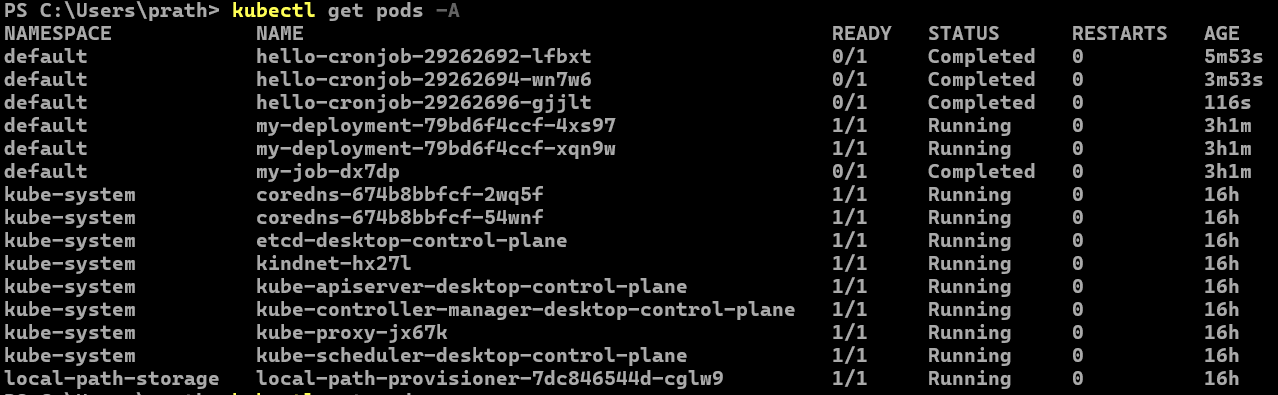 PS C:\Users\prath> kubectl get pods -A
NAMESPACE NAME READY STATUS RESTARTS AGE
default hello-cronjob-29262692-lfbxt 0/1 Completed 0 5m53s
default hello-cronjob-29262694-wn7w6 0/1 Completed 0 3m53s
default hello-cronjob-29262696-gjjlt 0/1 Completed 0 116s
default my-deployment-79bd6f4ccf-4xs97 1/1 Running 0 3h1m
default my-deployment-79bd6f4ccf-xqn9w 1/1 Running 0 3h1m
default my-job-dx7dp 0/1 Completed 0 3h1m
kube-system coredns-674b8bbfcf-2wq5f 1/1 Running 0 16h
kube-system coredns-674b8bbfcf-54wnf 1/1 Running 0 16h
kube-system etcd-desktop-control-plane 1/1 Running 0 16h
kube-system kindnet-hx27l 1/1 Running 0 16h
kube-system kube-apiserver-desktop-control-plane 1/1 Running 0 16h
kube-system kube-controller-manager-desktop-control-plane 1/1 Running 0 16h
kube-system kube-proxy-jx67k 1/1 Running 0 16h
kube-system kube-scheduler-desktop-control-plane 1/1 Running 0 16h
local-path-storage local-path-provisioner-7dc846544d-cglw9 1/1 Running 0 16h